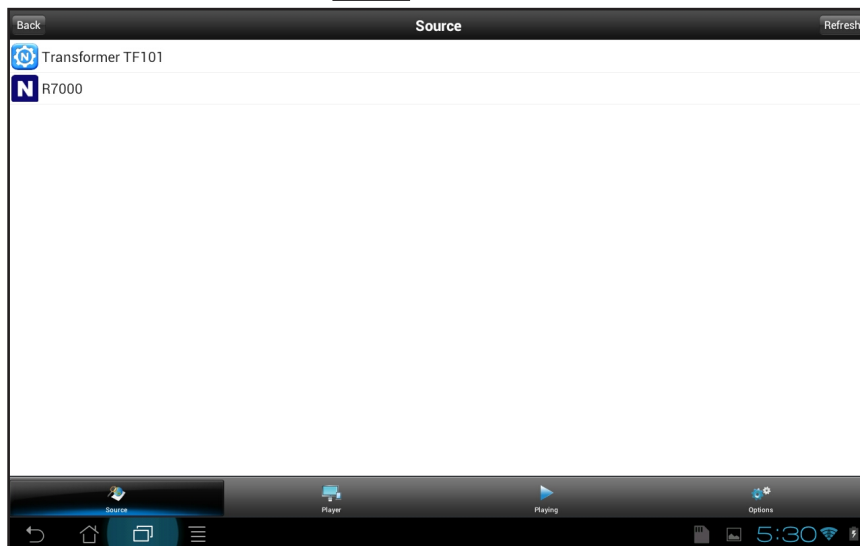 Back Source Refresh
N Transformer TF101
N R7000
Source Player Playing Options
5:30